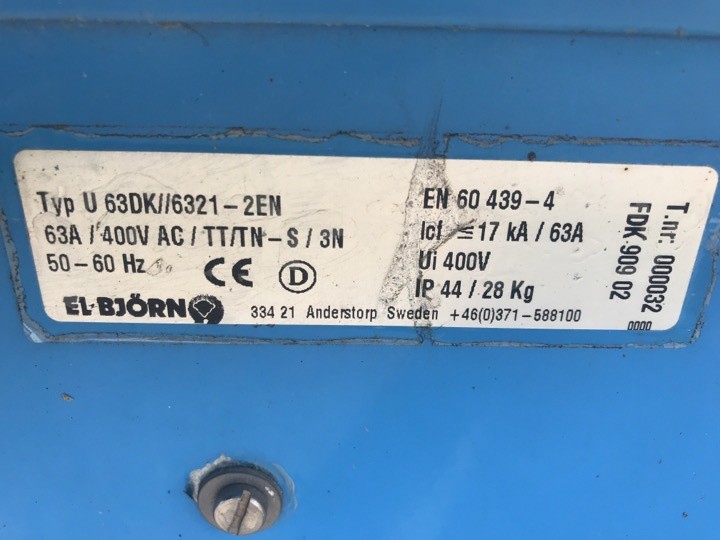 Typ U 63DK//6321-2EN
63A / 400V AC / TT/TN-S / 3N
50-60 Hz
CE D
EL-BJÖRN
334 21 Anderstorp Sweden +46(0)371-588100
EN 60 439-4
Icf ≤ 17 kA / 63A
Ui 400V
IP 44 / 28 Kg
T.nr: 000032
FDK 909 02
0000